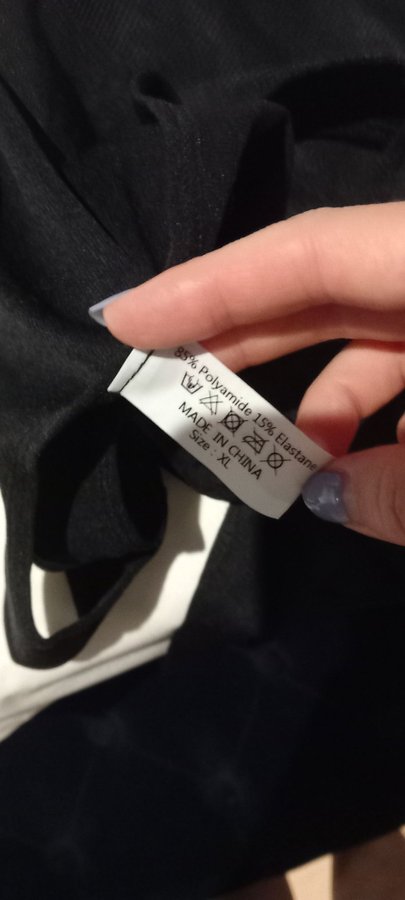 85% Polyamide 15% Elastane
MADE IN CHINA
Size : XL